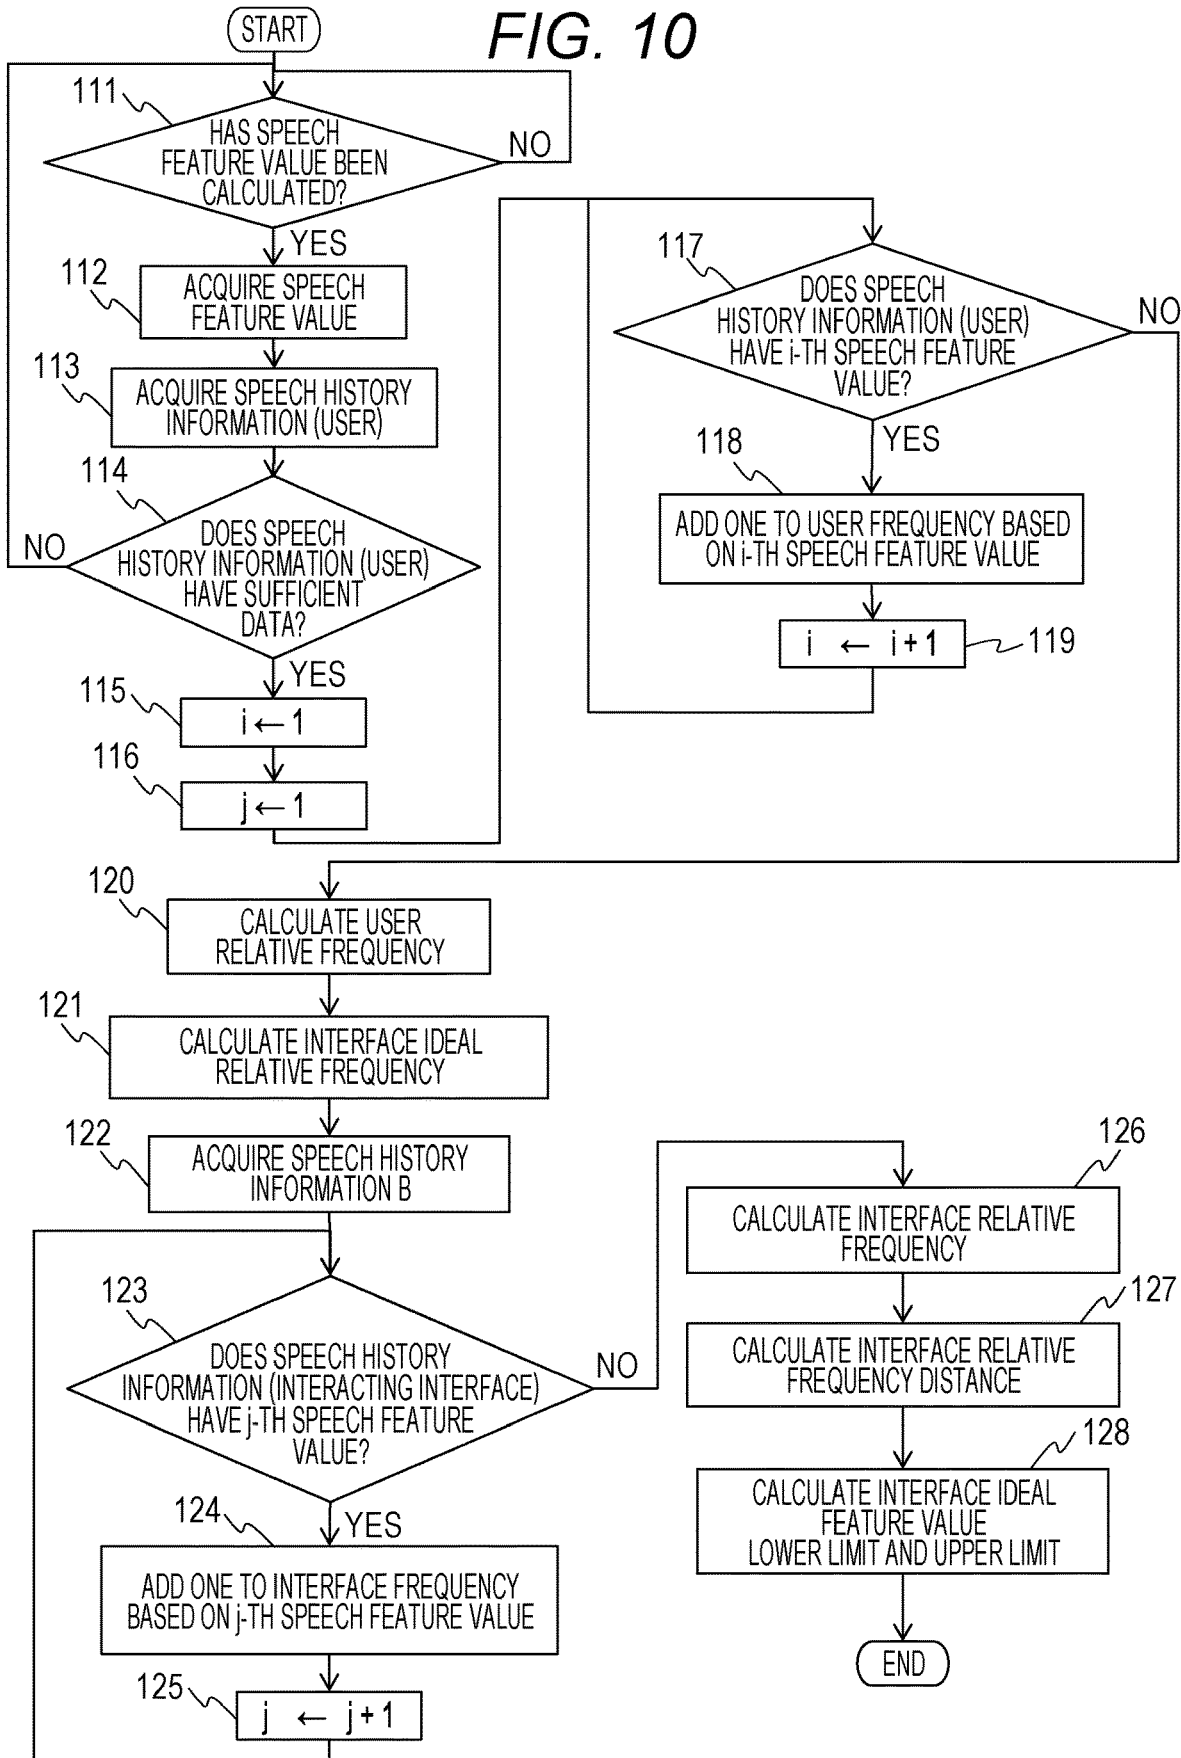 FIG. 10
START
111
HAS SPEECH
FEATURE VALUE BEEN
CALCULATED?
NO
YES
112
ACQUIRE SPEECH
FEATURE VALUE
113
ACQUIRE SPEECH HISTORY
INFORMATION (USER)
114
DOES SPEECH
HISTORY INFORMATION (USER)
HAVE SUFFICIENT
DATA?
NO
YES
115
i ← 1
116
j ← 1
117
DOES SPEECH
HISTORY INFORMATION (USER)
HAVE i-TH SPEECH FEATURE
VALUE?
NO
YES
118
ADD ONE TO USER FREQUENCY BASED
ON i-TH SPEECH FEATURE VALUE
i ← i + 1
119
120
CALCULATE USER
RELATIVE FREQUENCY
121
CALCULATE INTERFACE IDEAL
RELATIVE FREQUENCY
122
ACQUIRE SPEECH HISTORY
INFORMATION B
123
DOES SPEECH HISTORY
INFORMATION (INTERACTING INTERFACE)
HAVE j-TH SPEECH FEATURE
VALUE?
NO
YES
124
ADD ONE TO INTERFACE FREQUENCY
BASED ON j-TH SPEECH FEATURE VALUE
125
j ← j + 1
126
CALCULATE INTERFACE RELATIVE
FREQUENCY
127
CALCULATE INTERFACE RELATIVE
FREQUENCY DISTANCE
128
CALCULATE INTERFACE IDEAL
FEATURE VALUE
LOWER LIMIT AND UPPER LIMIT
END